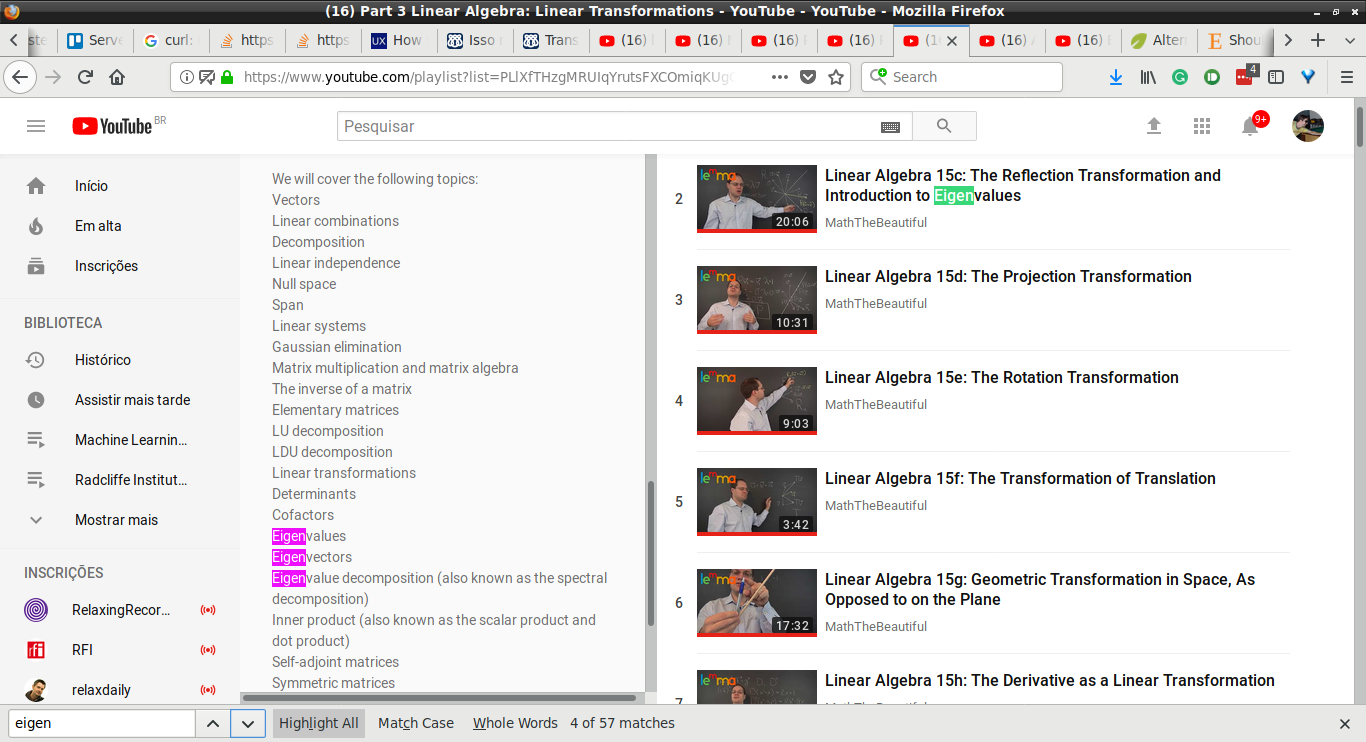 (16) Part 3 Linear Algebra: Linear Transformations - YouTube - YouTube - Mozilla Firefox
Serve
curl:
https
https
How
Isso
Trans
(16)
(16)
(16)
(16)
(16)
(16)
Altern
Shou
https://www.youtube.com/playlist?list=PLlXfTHzgMRUIqYrutsFXCOmiqKUg
Search
4
YouTube BR
Pesquisar
9+
Início
Em alta
Inscrições
BIBLIOTECA
Histórico
Assistir mais tarde
Machine Learnin...
Radcliffe Institut...
Mostrar mais
INSCRIÇÕES
RelaxingRecor...
RFI
relaxdaily
We will cover the following topics:
Vectors
Linear combinations
Decomposition
Linear independence
Null space
Span
Linear systems
Gaussian elimination
Matrix multiplication and matrix algebra
The inverse of a matrix
Elementary matrices
LU decomposition
LDU decomposition
Linear transformations
Determinants
Cofactors
Eigenvalues
Eigenvectors
Eigenvalue decomposition (also known as the spectral
decomposition)
Inner product (also known as the scalar product and
dot product)
Self-adjoint matrices
Symmetric matrices
2
lemma
20:06
Linear Algebra 15c: The Reflection Transformation and
Introduction to Eigenvalues
MathTheBeautiful
3
lemma
10:31
Linear Algebra 15d: The Projection Transformation
MathTheBeautiful
4
lemma
9:03
Linear Algebra 15e: The Rotation Transformation
MathTheBeautiful
5
lemma
3:42
Linear Algebra 15f: The Transformation of Translation
MathTheBeautiful
6
lemma
17:32
Linear Algebra 15g: Geometric Transformation in Space, As
Opposed to on the Plane
MathTheBeautiful
7
lemma
Linear Algebra 15h: The Derivative as a Linear Transformation
eigen
Highlight All
Match Case
Whole Words
4 of 57 matches